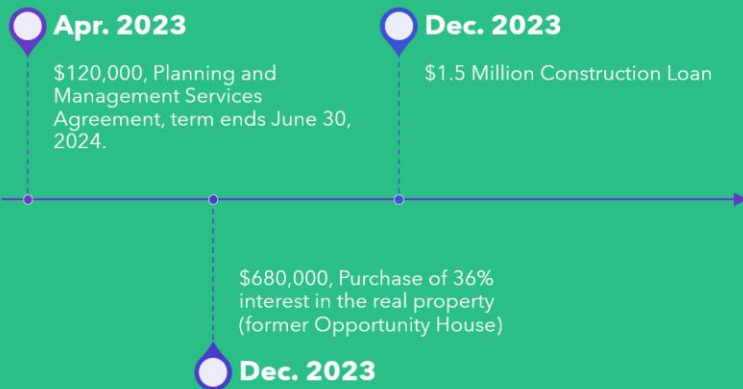 Apr. 2023
$120,000, Planning and
Management Services
Agreement, term ends June 30,
2024.
Dec. 2023
$1.5 Million Construction Loan
$680,000, Purchase of 36%
interest in the real property
(former Opportunity House)
Dec. 2023